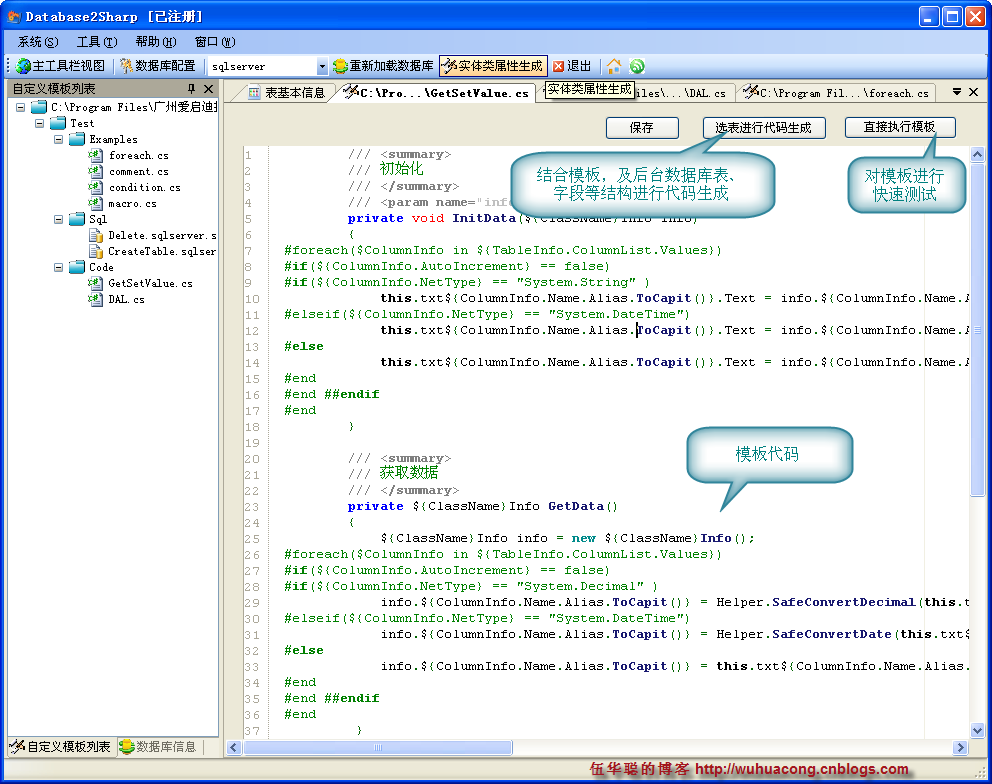 Database2Sharp [已注册]
系统(S) 工具(T) 帮助(H) 窗口(W)
主工具栏视图 数据库配置 sqlserver 重新加载数据库 实体类属性生成 退出
自定义模板列表
C:\Program Files\广州爱启迪技
Test
Examples
foreach.cs
comment.cs
condition.cs
macro.cs
Sql
Delete.sqlserver.s
CreateTable.sqlser
Code
GetSetValue.cs
DAL.cs
自定义模板列表 数据库信息
表基本信息 C:\Pro...\GetSetValue.cs iles\...\DAL.cs C:\Program Fil...\foreach.cs
实体类属性生成
保存 选表进行代码生成 直接执行模板
结合模板，及后台数据库表、
字段等结构进行代码生成
对模板进行
快速测试
模板代码
1 /// <summary>
2 /// 初始化
3 /// </summary>
4 /// <param name="info
5 private void InitData(${ClassName}Info info)
6 {
7 #foreach($ColumnInfo in ${TableInfo.ColumnList.Values})
8 #if(${ColumnInfo.AutoIncrement} == false)
9 #if(${ColumnInfo.NetType} == "System.String" )
10 this.txt${ColumnInfo.Name.Alias.ToCapit()}.Text = info.${ColumnInfo.Name.A
11 #elseif(${ColumnInfo.NetType} == "System.DateTime")
12 this.txt${ColumnInfo.Name.Alias.ToCapit()}.Text = info.${ColumnInfo.Name.A
13 #else
14 this.txt${ColumnInfo.Name.Alias.ToCapit()}.Text = info.${ColumnInfo.Name.A
15 #end
16 #end ##endif
17 #end
18 }
19
20 /// <summary>
21 /// 获取数据
22 /// </summary>
23 private ${ClassName}Info GetData()
24 {
25 ${ClassName}Info info = new ${ClassName}Info();
26 #foreach($ColumnInfo in ${TableInfo.ColumnList.Values})
27 #if(${ColumnInfo.AutoIncrement} == false)
28 #if(${ColumnInfo.NetType} == "System.Decimal" )
29 info.${ColumnInfo.Name.Alias.ToCapit()} = Helper.SafeConvertDecimal(this.t
30 #elseif(${ColumnInfo.NetType} == "System.DateTime")
31 info.${ColumnInfo.Name.Alias.ToCapit()} = Helper.SafeConvertDate(this.txt$
32 #else
33 info.${ColumnInfo.Name.Alias.ToCapit()} = this.txt${ColumnInfo.Name.Alias.
34 #end
35 #end ##endif
36 #end
37 }
伍华聪的博客 http://wuhuacong.cnblogs.com